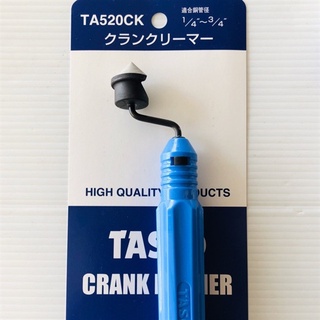 TA520CK
クランクリーマー
適合銅管径
1/4"～3/4"
HIGH QUALITY
CRANK
TASCO